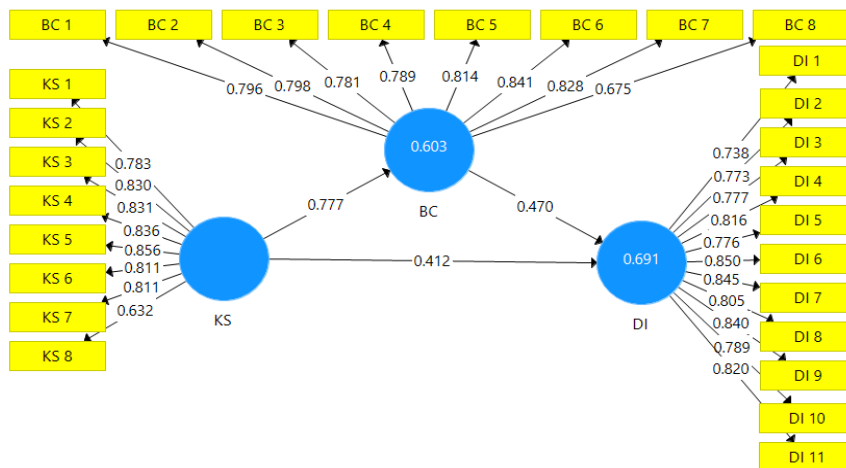 BC 1
BC 2
BC 3
BC 4
BC 5
BC 6
BC 7
BC 8
0.796
0.798
0.781
0.789
0.814
0.841
0.828
0.675
KS 1
KS 2
KS 3
KS 4
KS 5
KS 6
KS 7
KS 8
0.783
0.830
0.831
0.836
0.856
0.811
0.811
0.632
KS
0.777
0.603
BC
0.470
0.412
0.691
DI
0.738
0.773
0.777
0.816
0.776
0.850
0.845
0.805
0.840
0.789
0.820
DI 1
DI 2
DI 3
DI 4
DI 5
DI 6
DI 7
DI 8
DI 9
DI 10
DI 11